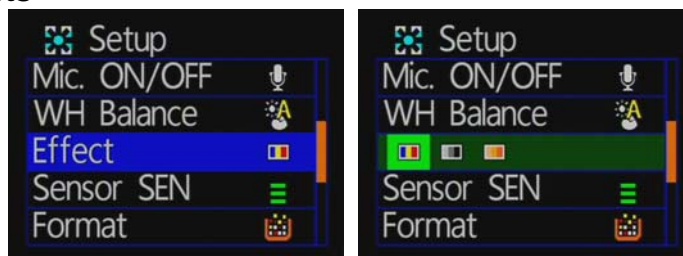 Setup
Mic. ON/OFF
WH Balance
A
Effect
Sensor SEN
Format
Setup
Mic. ON/OFF
WH Balance
A
Sensor SEN
Format